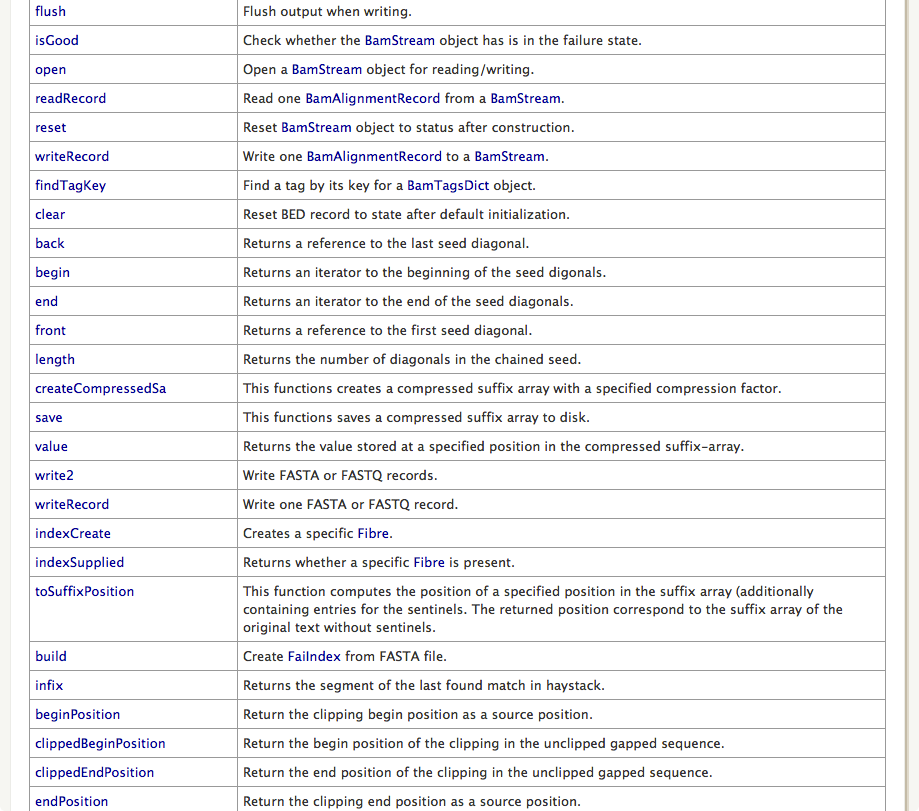 flush Flush output when writing.
isGood Check whether the BamStream object has is in the failure state.
open Open a BamStream object for reading/writing.
readRecord Read one BamAlignmentRecord from a BamStream.
reset Reset BamStream object to status after construction.
writeRecord Write one BamAlignmentRecord to a BamStream.
findTagKey Find a tag by its key for a BamTagsDict object.
clear Reset BED record to state after default initialization.
back Returns a reference to the last seed diagonal.
begin Returns an iterator to the beginning of the seed digonals.
end Returns an iterator to the end of the seed diagonals.
front Returns a reference to the first seed diagonal.
length Returns the number of diagonals in the chained seed.
createCompressedSa This functions creates a compressed suffix array with a specified compression factor.
save This functions saves a compressed suffix array to disk.
value Returns the value stored at a specified position in the compressed suffix-array.
write2 Write FASTA or FASTQ records.
writeRecord Write one FASTA or FASTQ record.
indexCreate Creates a specific Fibre.
indexSupplied Returns whether a specific Fibre is present.
toSuffixPosition This function computes the position of a specified position in the suffix array (additionally
containing entries for the sentinels. The returned position correspond to the suffix array of the
original text without sentinels.
build Create FaiIndex from FASTA file.
infix Returns the segment of the last found match in haystack.
beginPosition Return the clipping begin position as a source position.
clippedBeginPosition Return the begin position of the clipping in the unclipped gapped sequence.
clippedEndPosition Return the end position of the clipping in the unclipped gapped sequence.
endPosition Return the clipping end position as a source position.